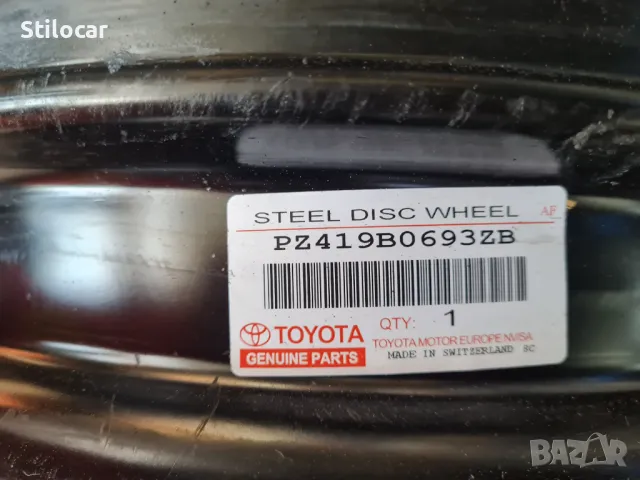 Stilocar
STEEL DISC WHEEL AF
PZ419B0693ZB
QTY: 1
TOYOTA
GENUINE PARTS
TOYOTA MOTOR EUROPE NV/SA
MADE IN SWITZERLAND SC
BAZAR